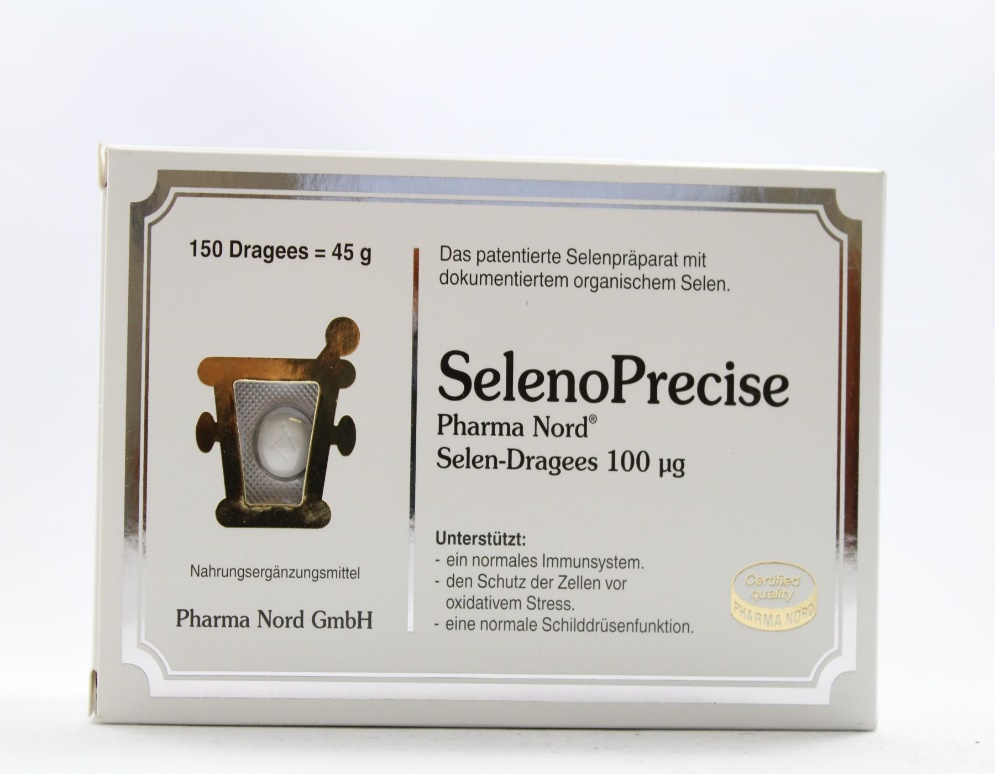 150 Dragees = 45 g
Nahrungsergänzungsmittel
Pharma Nord GmbH
Das patentierte Selenpräparat mit
dokumentiertem organischem Selen.
SelenoPrecise
Pharma Nord®
Selen-Dragees 100 µg
Unterstützt:
- ein normales Immunsystem.
- den Schutz der Zellen vor
oxidativem Stress.
- eine normale Schilddrüsenfunktion.
Certified
quality
PHARMA NORD